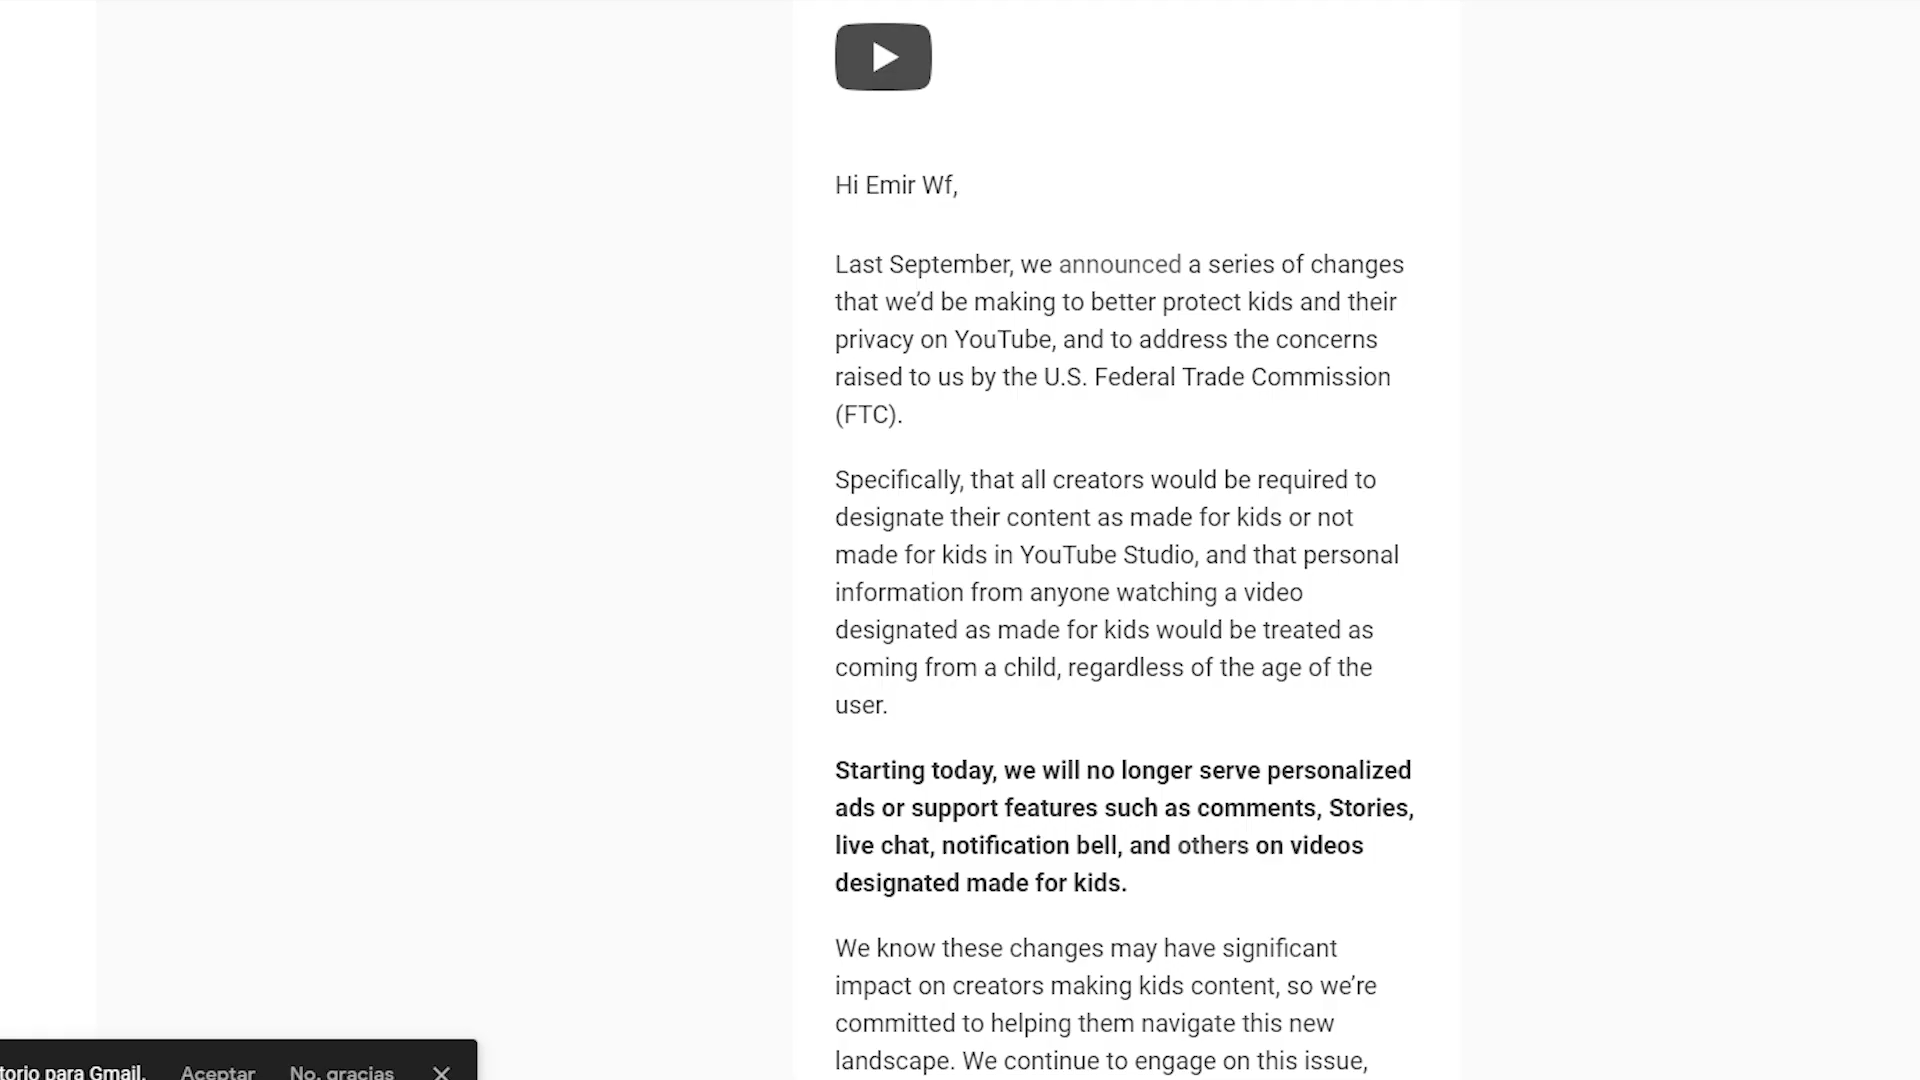 Hi Emir Wf,
Last September, we announced a series of changes
that we’d be making to better protect kids and their
privacy on YouTube, and to address the concerns
raised to us by the U.S. Federal Trade Commission
(FTC).
Specifically, that all creators would be required to
designate their content as made for kids or not
made for kids in YouTube Studio, and that personal
information from anyone watching a video
designated as made for kids would be treated as
coming from a child, regardless of the age of the
user.
Starting today, we will no longer serve personalized
ads or support features such as comments, Stories,
live chat, notification bell, and others on videos
designated made for kids.
We know these changes may have significant
impact on creators making kids content, so we’re
committed to helping them navigate this new
landscape. We continue to engage on this issue,
torio para Gmail. Aceptar No, gracias